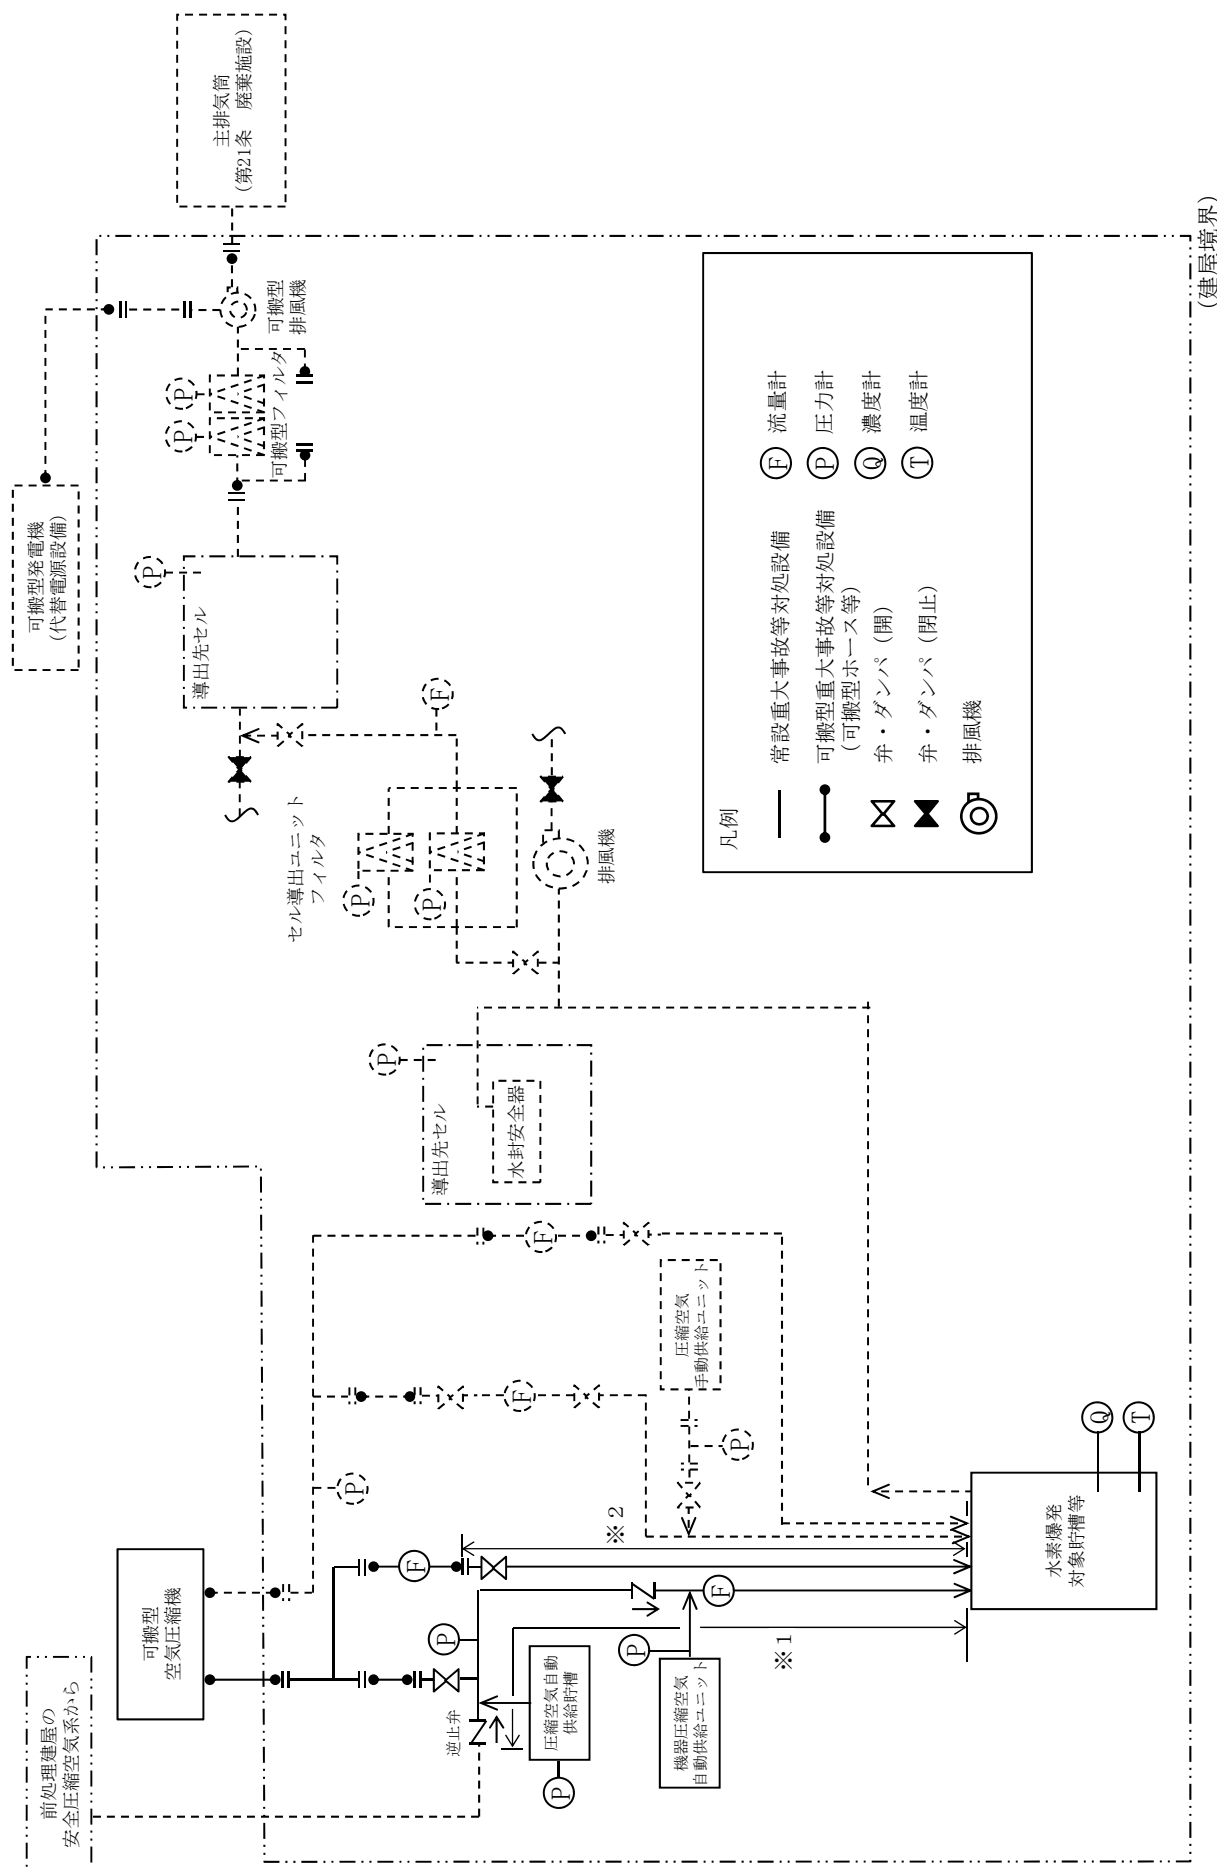 前処理建屋の
安全圧縮空気系から
可搬型
空気圧縮機
可搬型発電機
(代替電源設備)
主排気筒
(第21条　廃棄施設)
P
P
P
可搬型フィルタ
可搬型
排風機
導出先セル
F
セル導出ユニット
フィルタ
P
P
排風機
P
導出先セル
水封安全器
F
F
P
圧縮空気
手動供給ユニット
P
※2
F
P
逆止弁
圧縮空気自動
供給貯槽
P
P
機器圧縮空気
自動供給ユニット
F
※1
水素爆発
対象貯槽等
Q
T
凡例
常設重大事故等対処設備
可搬型重大事故等対処設備
(可搬型ホース等)
弁・ダンパ（開）
弁・ダンパ（閉止）
排風機
F 流量計
P 圧力計
Q 濃度計
T 温度計
(建屋境界)